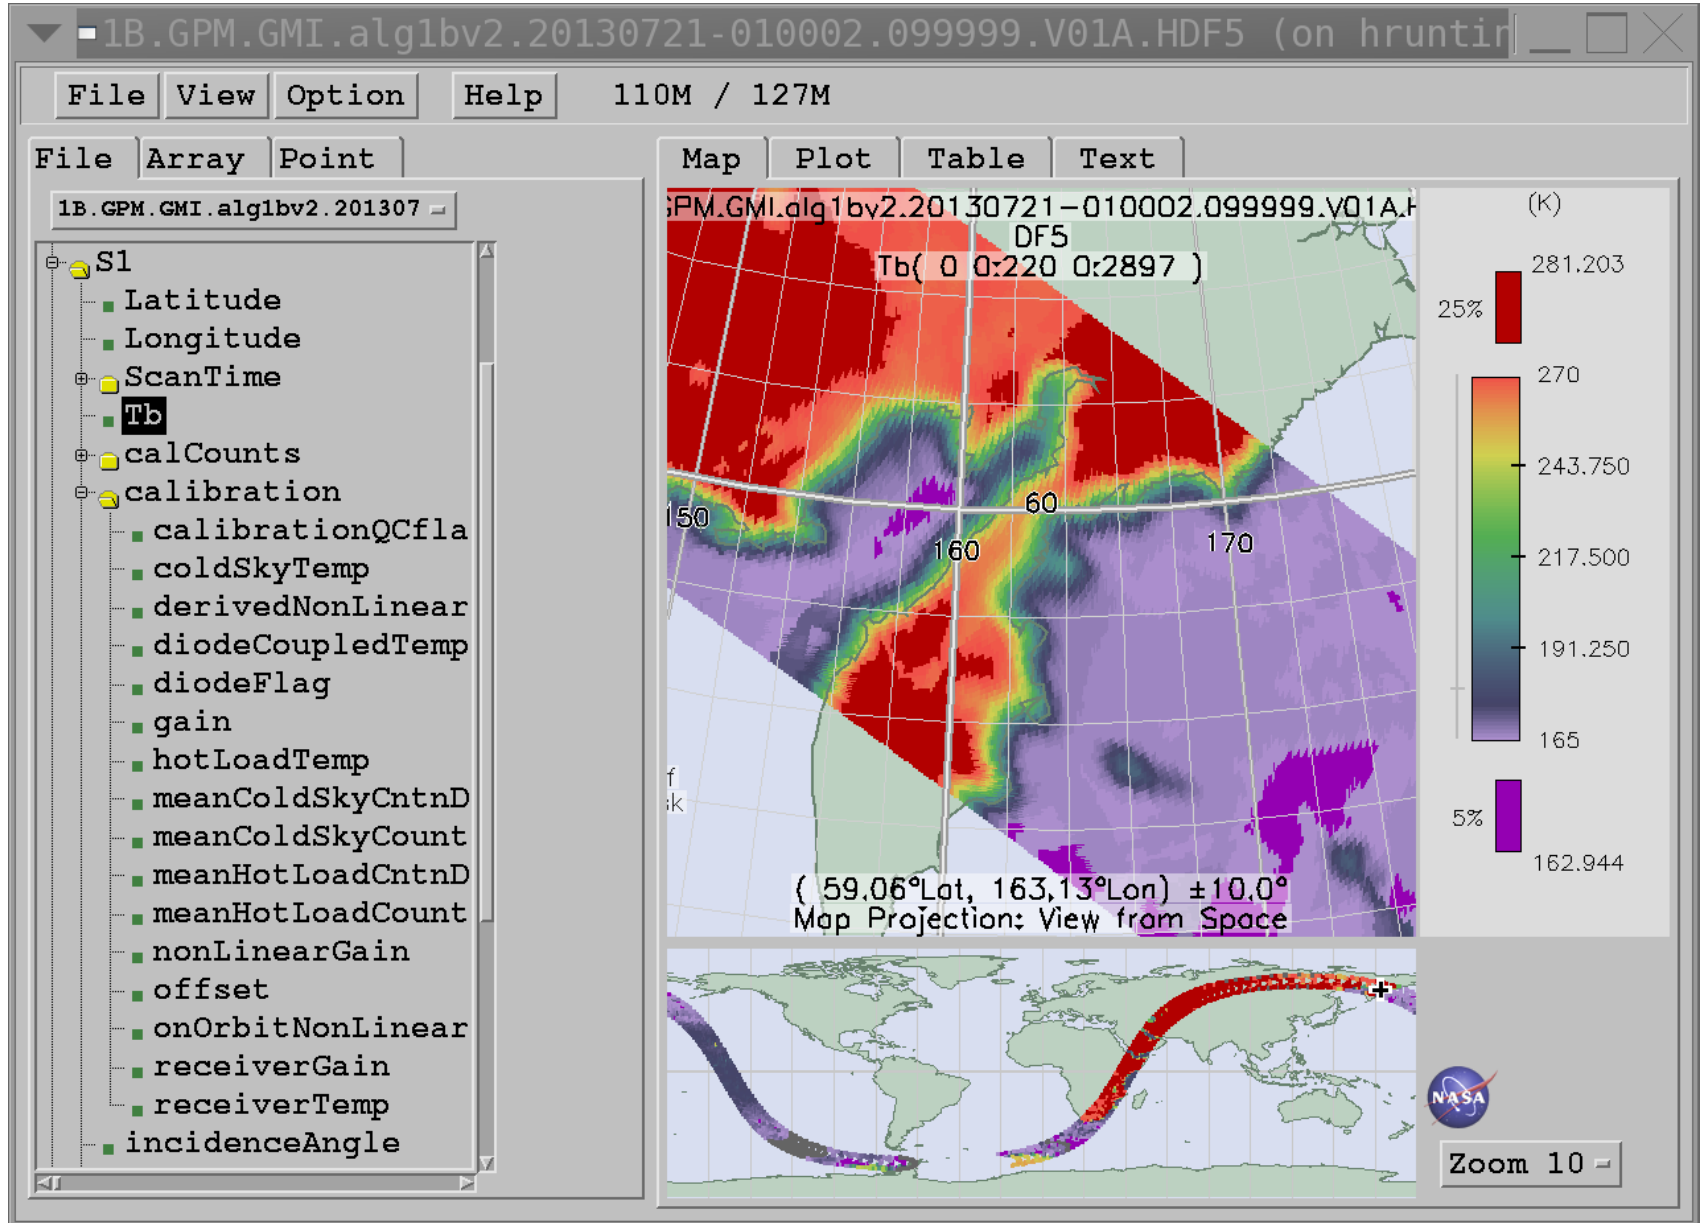 1B.GPM.GMI.alg1bv2.20130721-010002.099999.V01A.HDF5 (on hruntin
File View Option Help 110M / 127M
File Array Point
Map Plot Table Text
1B.GPM.GMI.alg1bv2.201307
S1
Latitude
Longitude
ScanTime
Tb
calCounts
calibration
calibrationQCfla
coldSkyTemp
derivedNonLinear
diodeCoupledTemp
diodeFlag
gain
hotLoadTemp
meanColdSkyCntnD
meanColdSkyCount
meanHotLoadCntnD
meanHotLoadCount
nonLinearGain
offset
onOrbitNonLinear
receiverGain
receiverTemp
incidenceAngle
GPM.GMI.alg1bv2.20130721-010002.099999.V01A.H
DF5
Tb( 0 0:220 0:2897 )
150
60
160
170
f
sk
( 59.06°Lat, 163.13°Lon) ±10.0°
Map Projection: View from Space
(K)
281.203
25%
270
243.750
217.500
191.250
165
5%
162.944
NASA
Zoom 10